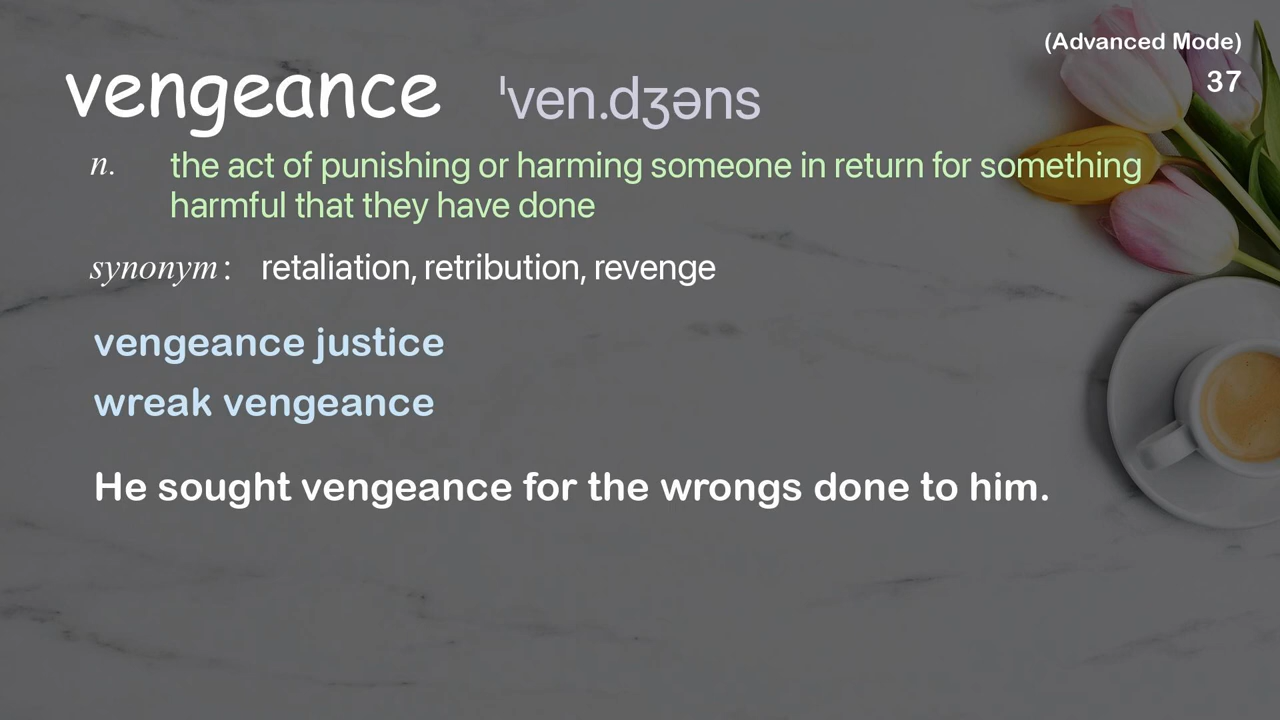 (Advanced Mode)
37
vengeance ˈven.dʒəns
n. the act of punishing or harming someone in return for something
harmful that they have done
synonym: retaliation, retribution, revenge
vengeance justice
wreak vengeance
He sought vengeance for the wrongs done to him.